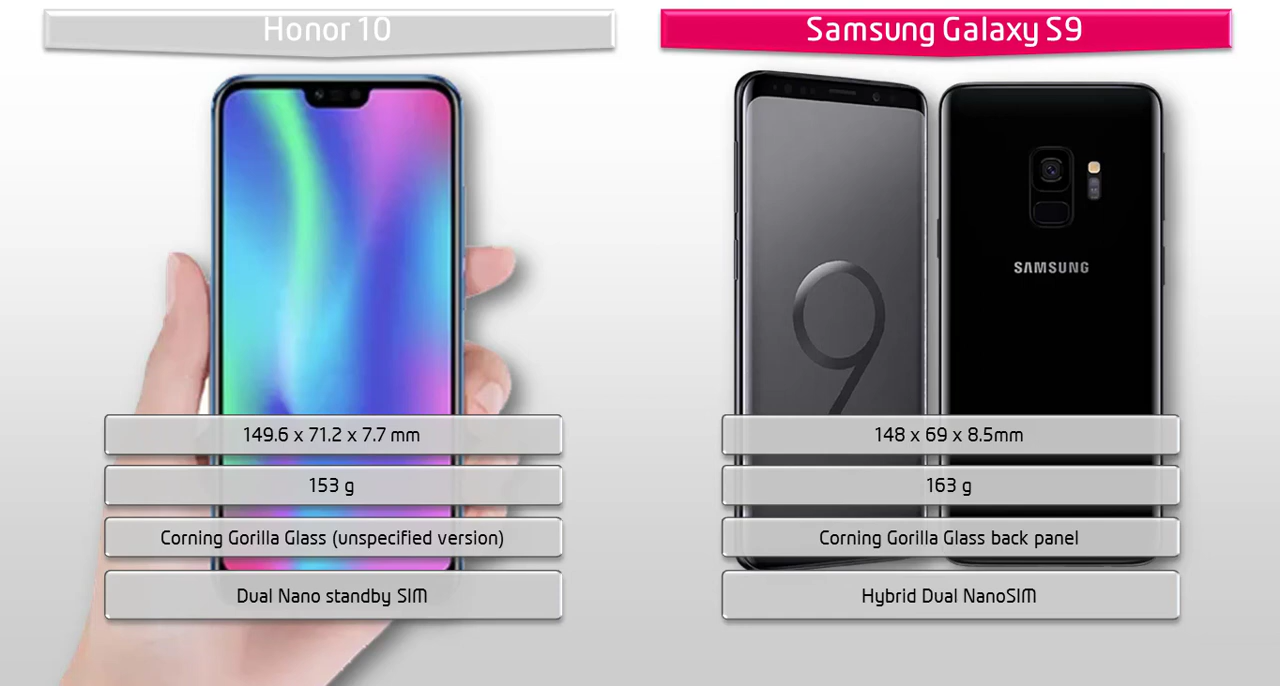 Honor 10
Samsung Galaxy S9
9
SAMSUNG
149.6 x 71.2 x 7.7 mm
148 x 69 x 8.5mm
153 g
163 g
Corning Gorilla Glass (unspecified version)
Corning Gorilla Glass back panel
Dual Nano standby SIM
Hybrid Dual NanoSIM